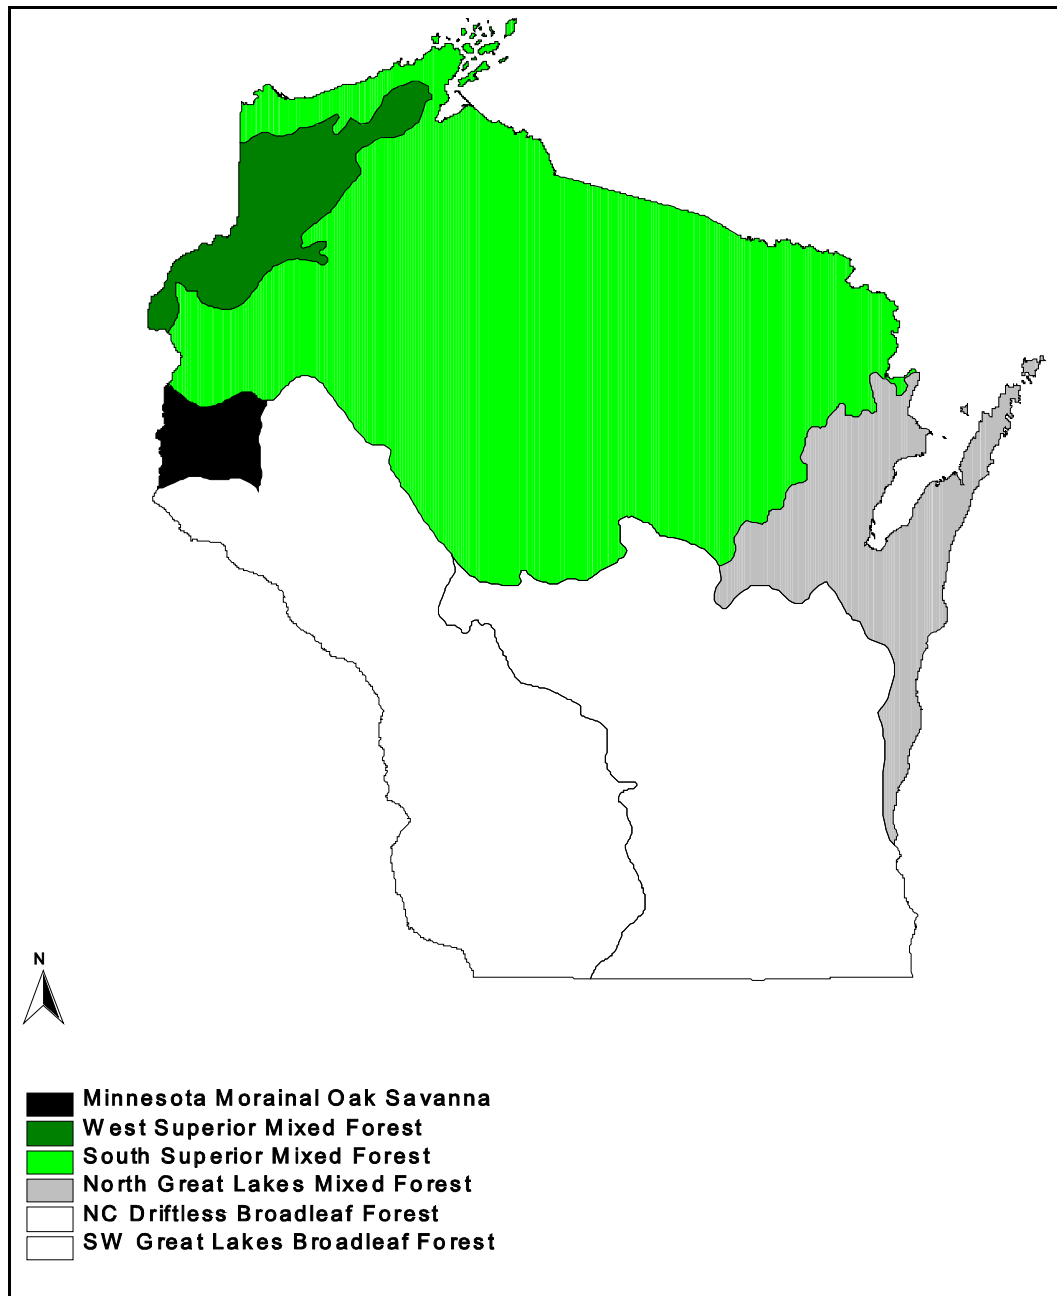 N
Minnesota Morainal Oak Savanna
West Superior Mixed Forest
South Superior Mixed Forest
North Great Lakes Mixed Forest
NC Driftless Broadleaf Forest
SW Great Lakes Broadleaf Forest